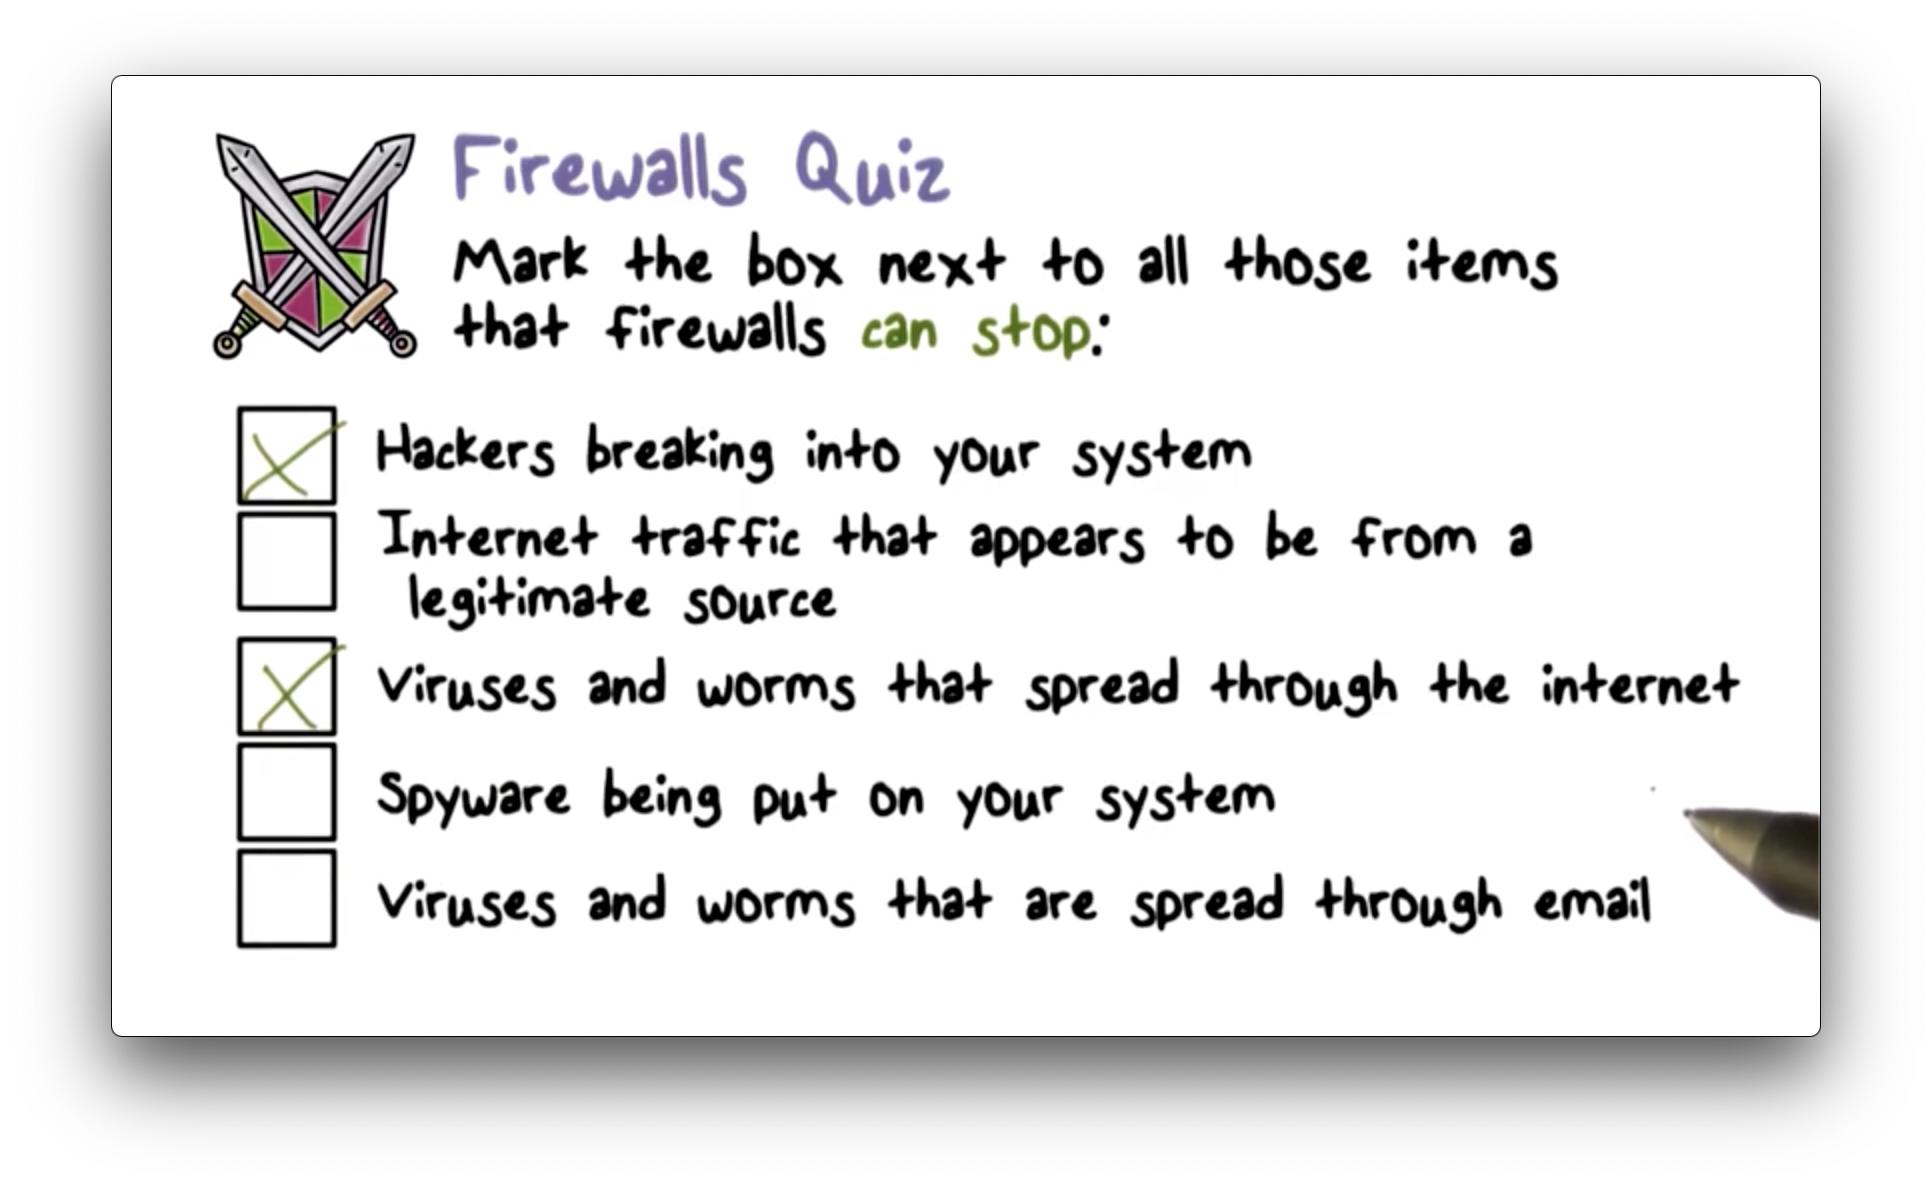 Firewalls Quiz
Mark the box next to all those items
that firewalls can stop:
Hackers breaking into your system
Internet traffic that appears to be from a
legitimate source
Viruses and worms that spread through the internet
Spyware being put on your system
Viruses and worms that are spread through email